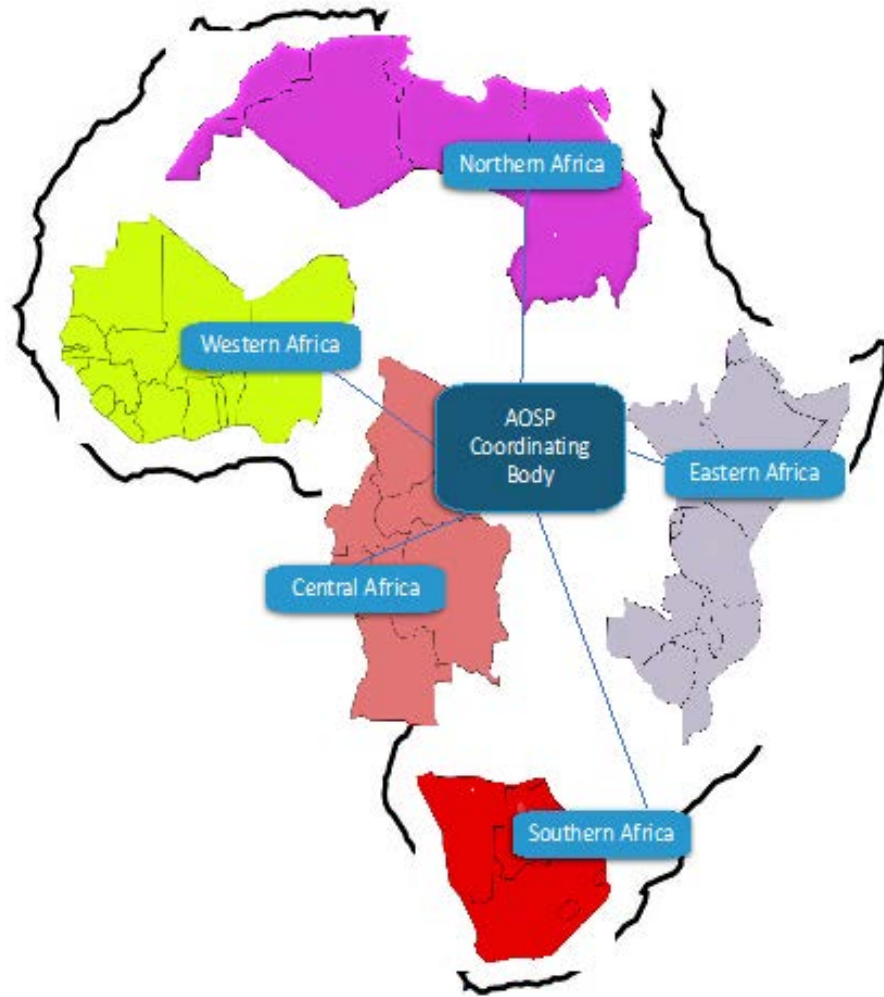 Northern Africa
Western Africa
AOSP
Coordinating
Body
Eastern Africa
Central Africa
Southern Africa